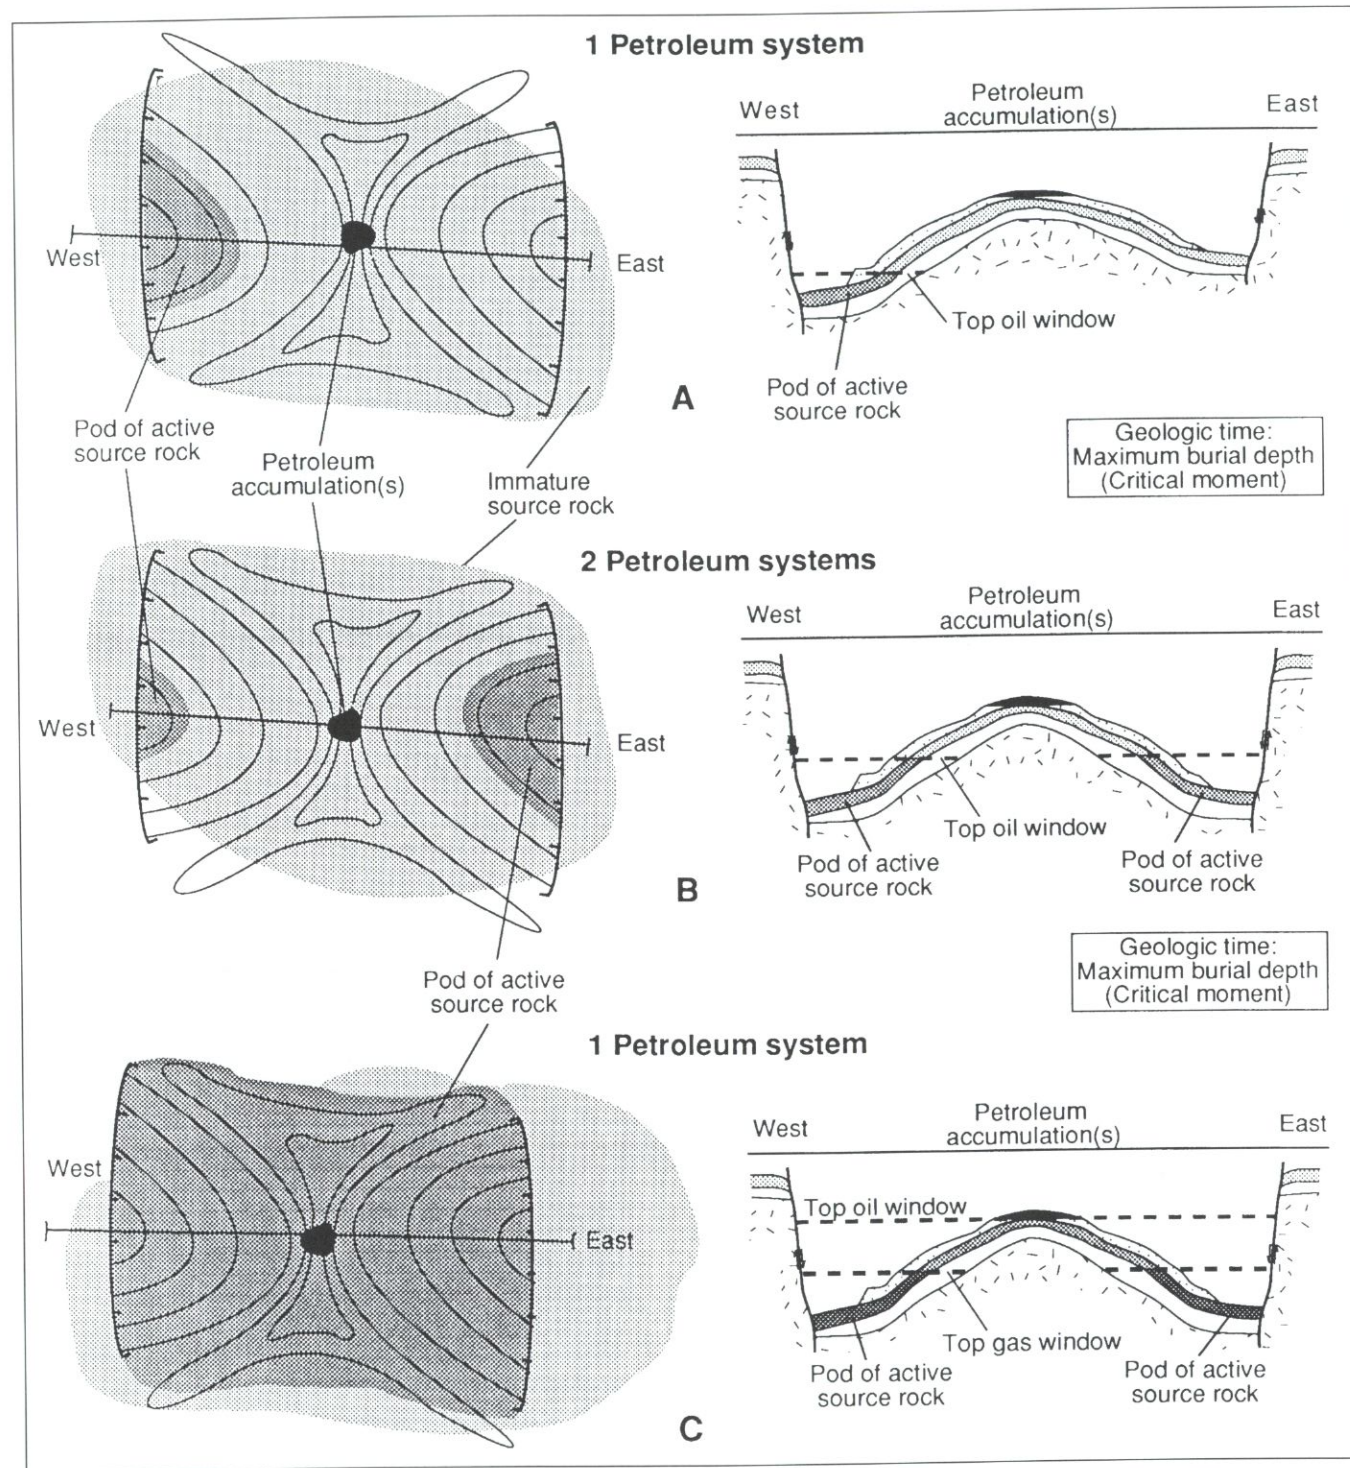 1 Petroleum system
West
East
Pod of active
source rock
Petroleum
accumulation(s)
Immature
source rock
West
Petroleum
accumulation(s)
East
Top oil window
Pod of active
source rock
A
Geologic time:
Maximum burial depth
(Critical moment)
2 Petroleum systems
West
East
Pod of active
source rock
West
Petroleum
accumulation(s)
East
Top oil window
Pod of active
source rock
Pod of active
source rock
B
Geologic time:
Maximum burial depth
(Critical moment)
1 Petroleum system
West
East
West
Petroleum
accumulation(s)
East
Top oil window
Top gas window
Pod of active
source rock
Pod of active
source rock
C